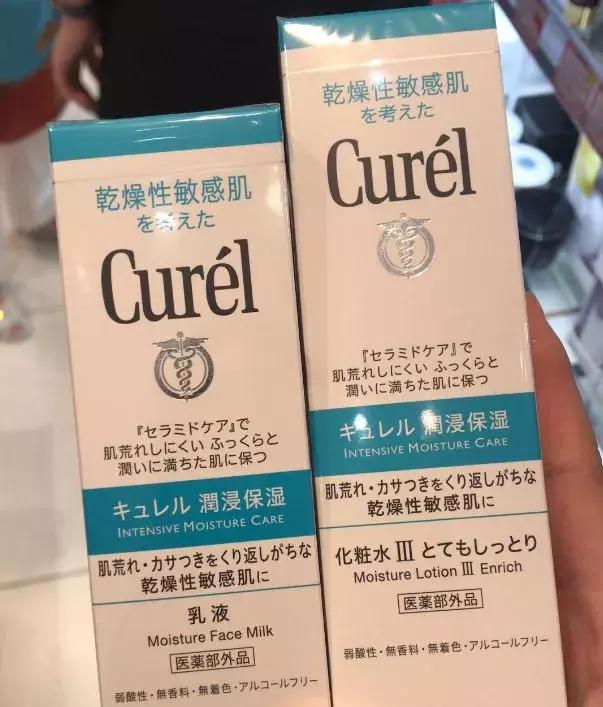 乾燥性敏感肌
を考えた
Curél
『セラミドケア』で
肌荒れしにくい ふっくらと
潤いに満ちた肌に保つ
キュレル 潤浸保湿
INTENSIVE MOISTURE CARE
肌荒れ・カサつきをくり返しがちな
乾燥性敏感肌に
乳液
Moisture Face Milk
医薬部外品
弱酸性・無香料・無着色・アルコールフリー
乾燥性敏感肌
を考えた
Curél
『セラミドケア』で
肌荒れしにくい ふっくらと
潤いに満ちた肌に保つ
キュレル 潤浸保湿
INTENSIVE MOISTURE CARE
肌荒れ・カサつきをくり返しがちな
乾燥性敏感肌に
化粧水 Ⅲ とてもしっとり
Moisture Lotion Ⅲ Enrich
医薬部外品
弱酸性・無香料・無着色・アルコールフリー